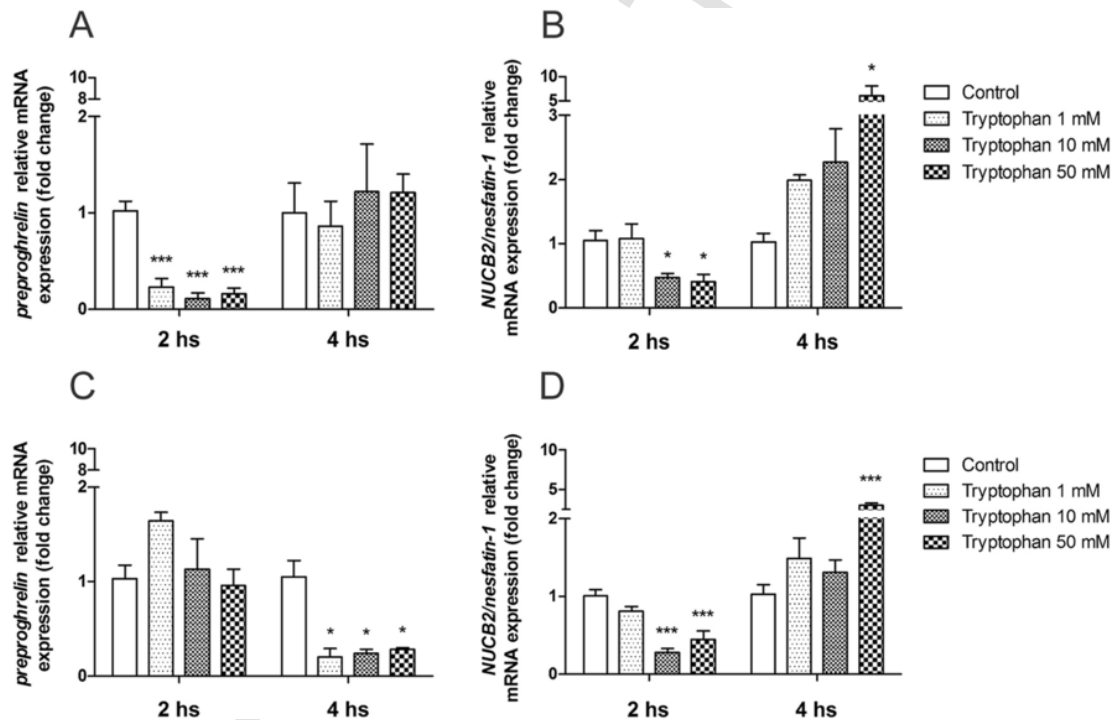 A
preproghrelin relative mRNA
expression (fold change)
10
8
2
1
0
***
***
***
2 hs
4 hs
B
NUCB2/nesfatin-1 relative
mRNA expression (fold change)
10
5
3
2
1
0
*
*
*
2 hs
4 hs
Control
Tryptophan 1 mM
Tryptophan 10 mM
Tryptophan 50 mM
C
preproghrelin relative mRNA
expression (fold change)
10
8
2
1
0
*
*
*
2 hs
4 hs
D
NUCB2/nesfatin-1 relative
mRNA expression (fold change)
10
5
2
1
0
***
***
***
2 hs
4 hs
Control
Tryptophan 1 mM
Tryptophan 10 mM
Tryptophan 50 mM